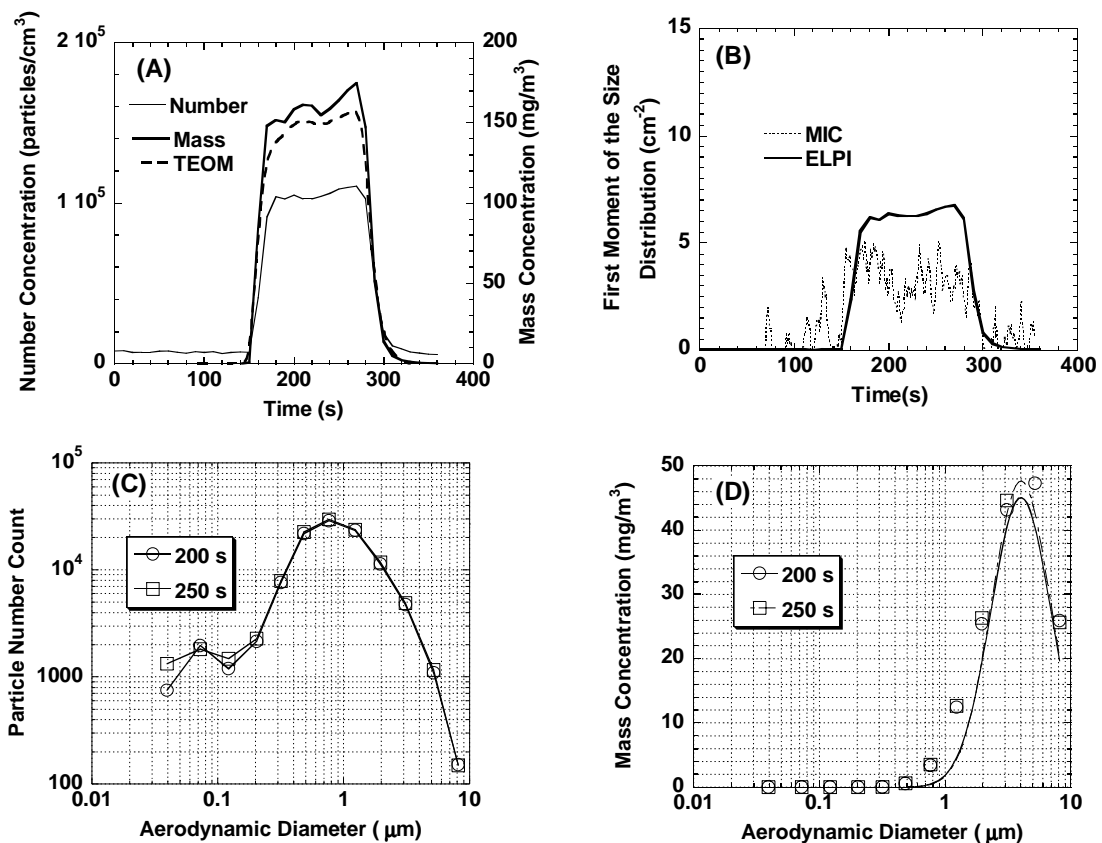 (A)
Number Concentration (particles/cm³)
2 10⁵
1 10⁵
0
Number
Mass
TEOM
200
150
100
50
0
Mass Concentration (mg/m³)
0 100 200 300 400
Time (s)
(B)
First Moment of the Size
Distribution (cm⁻²)
15
10
5
0
MIC
ELPI
0 100 200 300 400
Time(s)
(C)
Particle Number Count
10⁵
10⁴
1000
100
200 s
250 s
0.01 0.1 1 10
Aerodynamic Diameter ( μm)
(D)
Mass Concentration (mg/m³)
50
40
30
20
10
0
200 s
250 s
0.01 0.1 1 10
Aerodynamic Diameter ( μm)